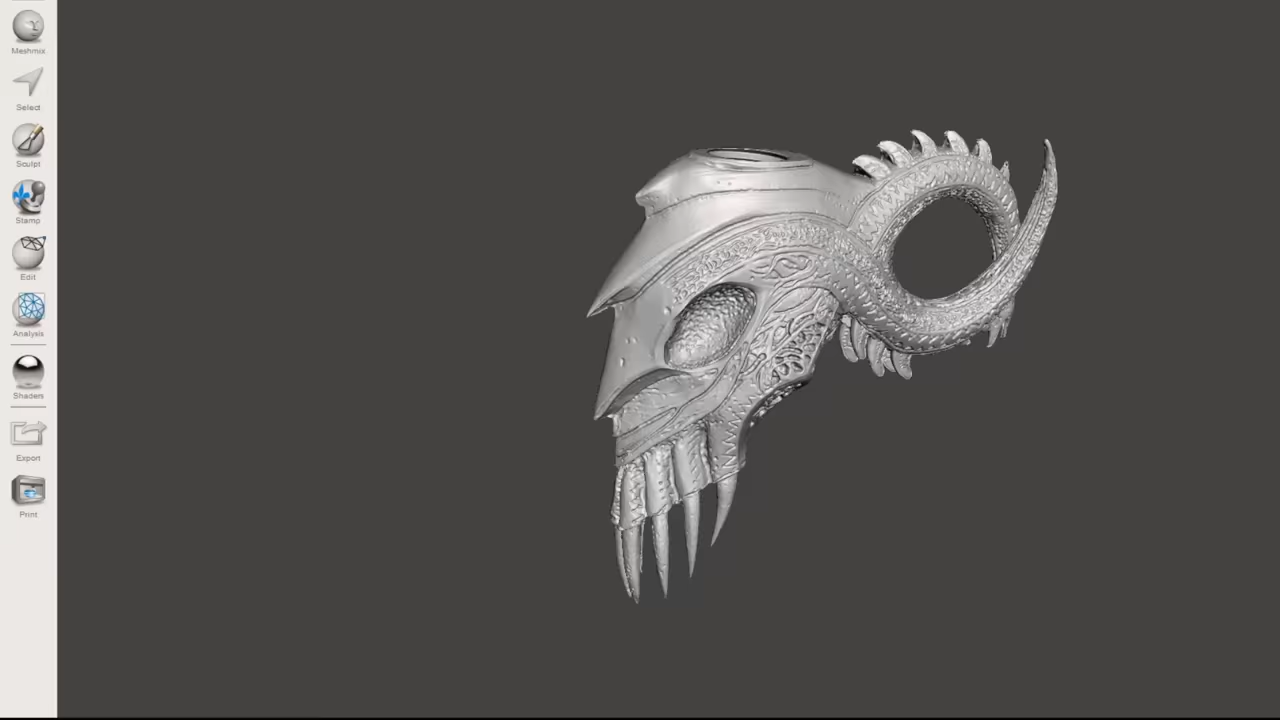 Meshmix
Select
Sculpt
Stamp
Edit
Analysis
Shaders
Export
Print